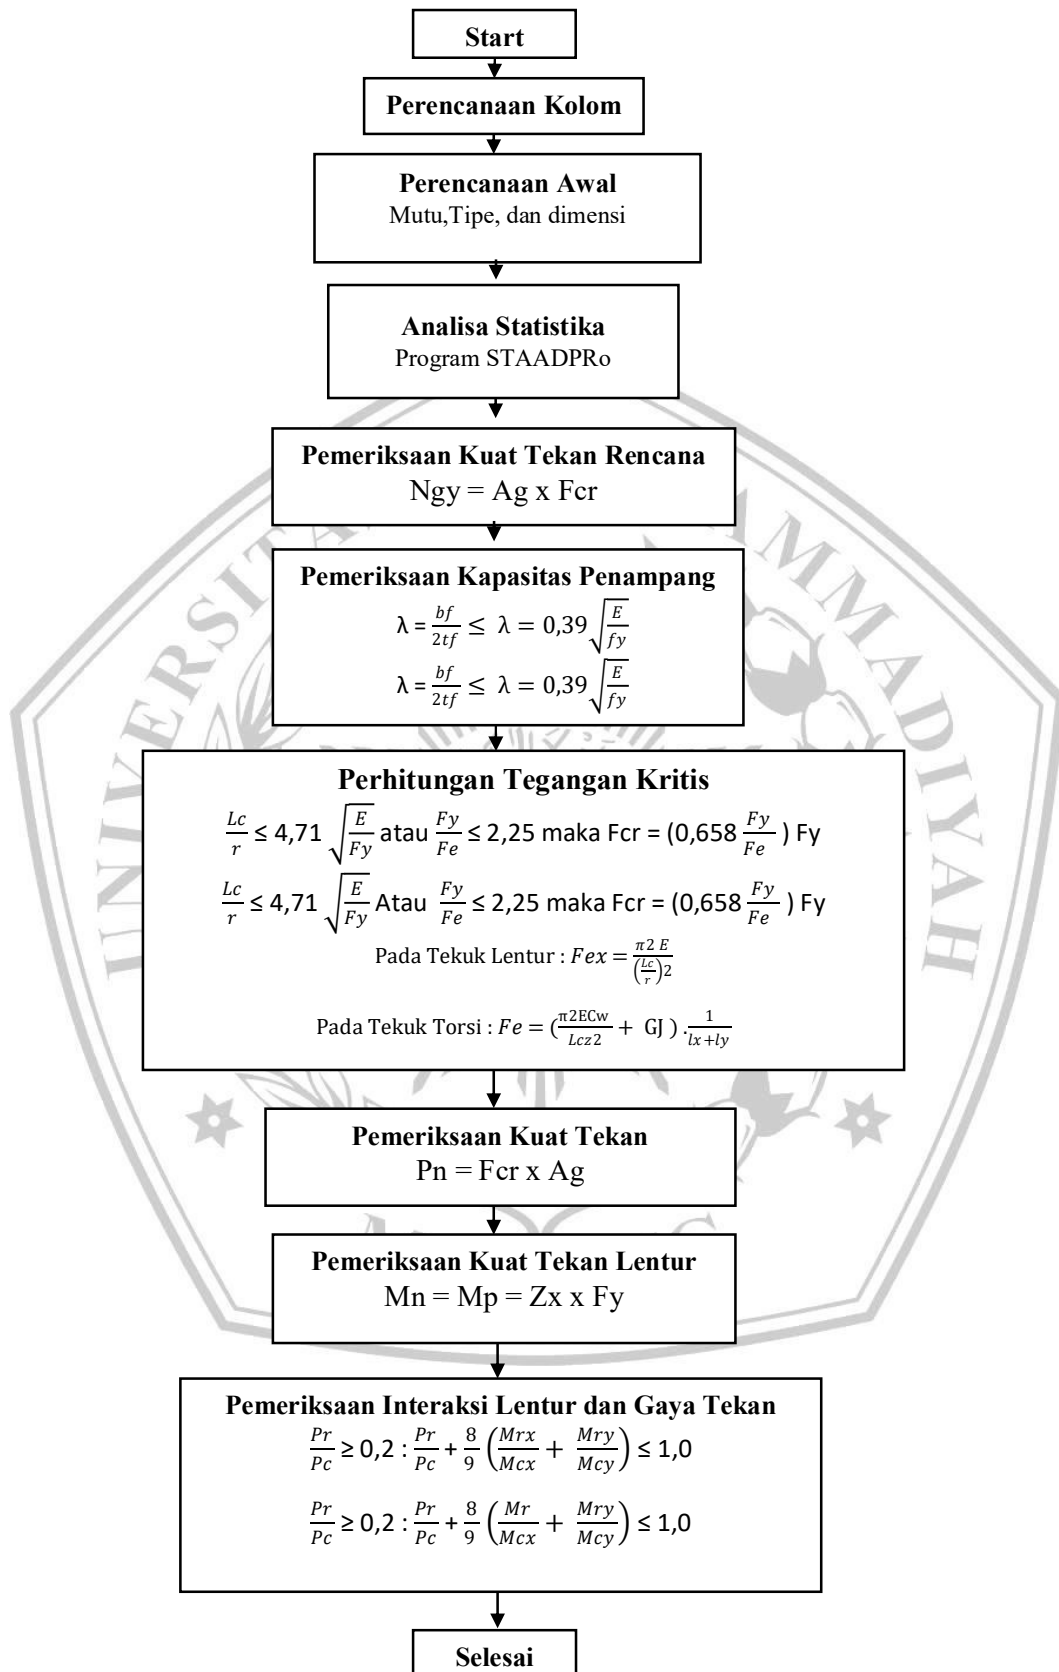 Start
Perencanaan Kolom
Perencanaan Awal
Mutu,Tipe, dan dimensi
Analisa Statistika
Program STAADPRo
Pemeriksaan Kuat Tekan Rencana
Ngy = Ag x Fcr
Pemeriksaan Kapasitas Penampang
λ = bf/2tf ≤ λ = 0,39 √(E/fy)
λ = bf/2tf ≤ λ = 0,39 √(E/fy)
Perhitungan Tegangan Kritis
Lc/r ≤ 4,71 √(E/Fy) atau Fy/Fe ≤ 2,25 maka Fcr = (0,658 Fy/Fe ) Fy
Lc/r ≤ 4,71 √(E/Fy) Atau Fy/Fe ≤ 2,25 maka Fcr = (0,658 Fy/Fe ) Fy
Pada Tekuk Lentur : Fex = π2 E/(Lc/r)2
Pada Tekuk Torsi : Fe = (π2ECw/Lcz2 + GJ ) . 1/lx+ly
Pemeriksaan Kuat Tekan
Pn = Fcr x Ag
Pemeriksaan Kuat Tekan Lentur
Mn = Mp = Zx x Fy
Pemeriksaan Interaksi Lentur dan Gaya Tekan
Pr/Pc ≥ 0,2 : Pr/Pc + 8/9 (Mrx/Mcx + Mry/Mcy) ≤ 1,0
Pr/Pc ≥ 0,2 : Pr/Pc + 8/9 (Mr/Mcx + Mry/Mcy) ≤ 1,0
Selesai